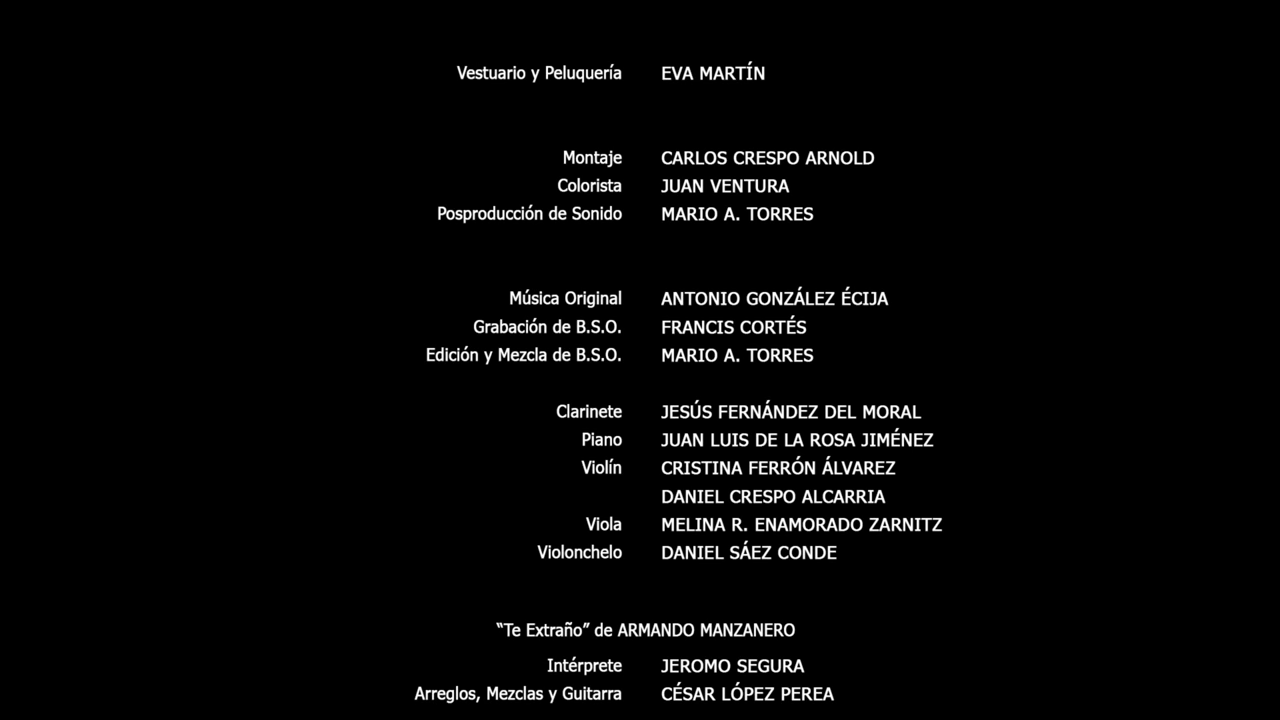 Vestuario y Peluquería EVA MARTÍN
Montaje CARLOS CRESPO ARNOLD
Colorista JUAN VENTURA
Posproducción de Sonido MARIO A. TORRES
Música Original ANTONIO GONZÁLEZ ÉCIJA
Grabación de B.S.O. FRANCIS CORTÉS
Edición y Mezcla de B.S.O. MARIO A. TORRES
Clarinete JESÚS FERNÁNDEZ DEL MORAL
Piano JUAN LUIS DE LA ROSA JIMÉNEZ
Violín CRISTINA FERRÓN ÁLVAREZ
DANIEL CRESPO ALCARRIA
Viola MELINA R. ENAMORADO ZARNITZ
Violonchelo DANIEL SÁEZ CONDE
“Te Extraño” de ARMANDO MANZANERO
Intérprete JEROMO SEGURA
Arreglos, Mezclas y Guitarra CÉSAR LÓPEZ PEREA